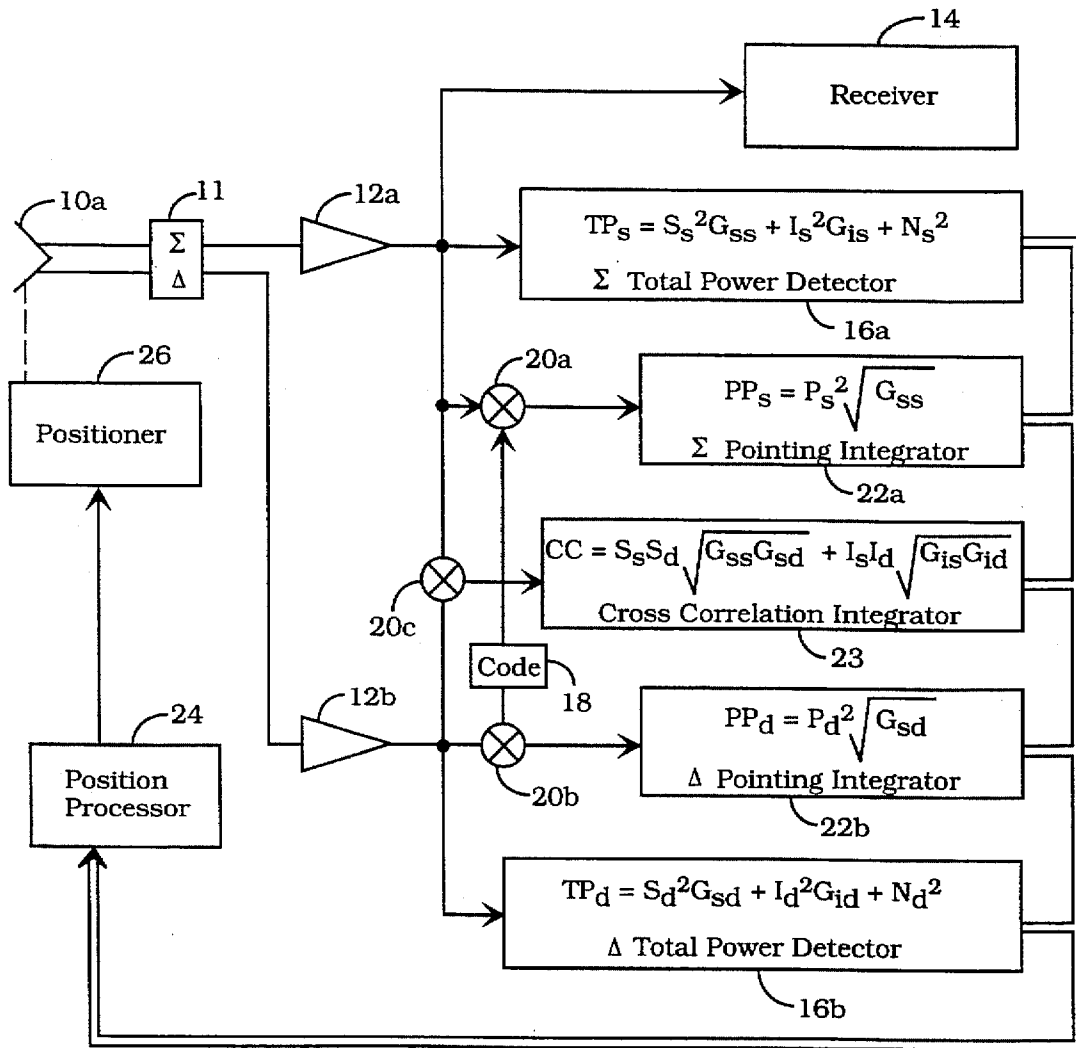 14
Receiver
10a
11
Σ
Δ
12a
TPs = Ss²Gss + Is²Gis + Ns²
Σ Total Power Detector
16a
26
Positioner
20a
PPs = Ps²√Gss
Σ Pointing Integrator
22a
CC = SsSd√GssGsd + IsId√GisGid
Cross Correlation Integrator
20c
23
Code
18
12b
24
Position
Processor
PPd = Pd²√Gsd
Δ Pointing Integrator
20b
22b
TPd = Sd²Gsd + Id²Gid + Nd²
Δ Total Power Detector
16b